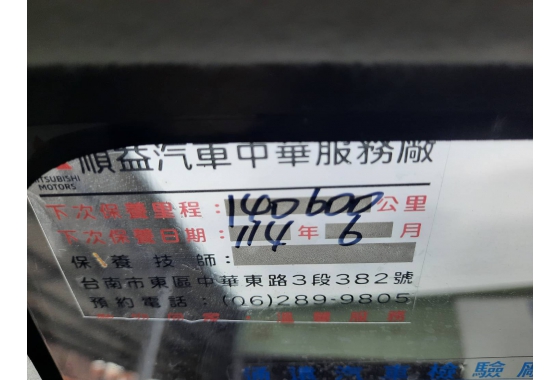 順益汽車中華服務廠
MITSUBISHI
MOTORS
下次保養里程：140600公里
下次保養日期：114年6月
保養技師：
台南市東區中華東路3段382號
預約電話：(06)289-9805
驗廠